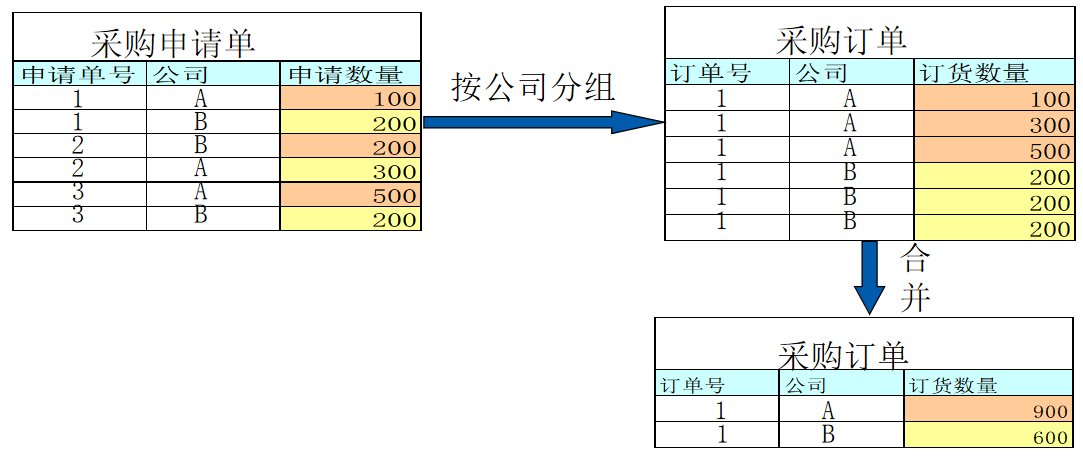 采购申请单
申请单号 公司 申请数量
1 A 100
1 B 200
2 B 200
2 A 300
3 A 500
3 B 200
按公司分组
采购订单
订单号 公司 订货数量
1 A 100
1 A 300
1 A 500
1 B 200
1 B 200
1 B 200
合
并
采购订单
订单号 公司 订货数量
1 A 900
1 B 600